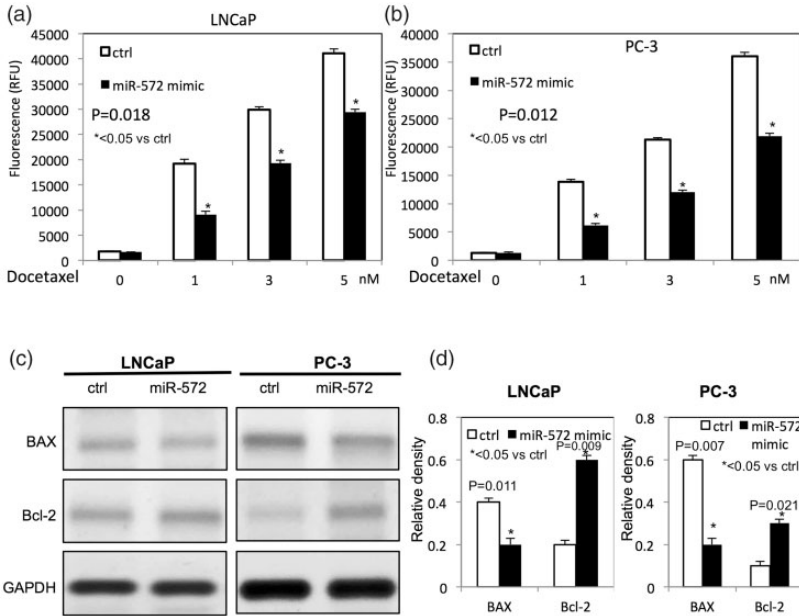 (a)
LNCaP
Fluorescence (RFU)
45000
40000
35000
30000
25000
20000
15000
10000
5000
0
ctrl
miR-572 mimic
P=0.018
*<0.05 vs ctrl
*
*
*
Docetaxel
0 1 3 5 nM
(b)
PC-3
Fluorescence (RFU)
40000
35000
30000
25000
20000
15000
10000
5000
0
ctrl
miR-572 mimic
P=0.012
*<0.05 vs ctrl
*
*
*
Docetaxel
0 1 3 5 nM
(c)
LNCaP PC-3
ctrl miR-572 ctrl miR-572
BAX
Bcl-2
GAPDH
(d)
LNCaP
Relative density
0.8
0.6
0.4
0.2
0
ctrl
miR-572 mimic
P=0.009
*<0.05 vs ctrl
*
P=0.011
*
BAX Bcl-2
PC-3
Relative density
0.8
0.6
0.4
0.2
0
ctrl
miR-572
mimic
P=0.007
*<0.05 vs ctrl
P=0.021
*
*
BAX Bcl-2